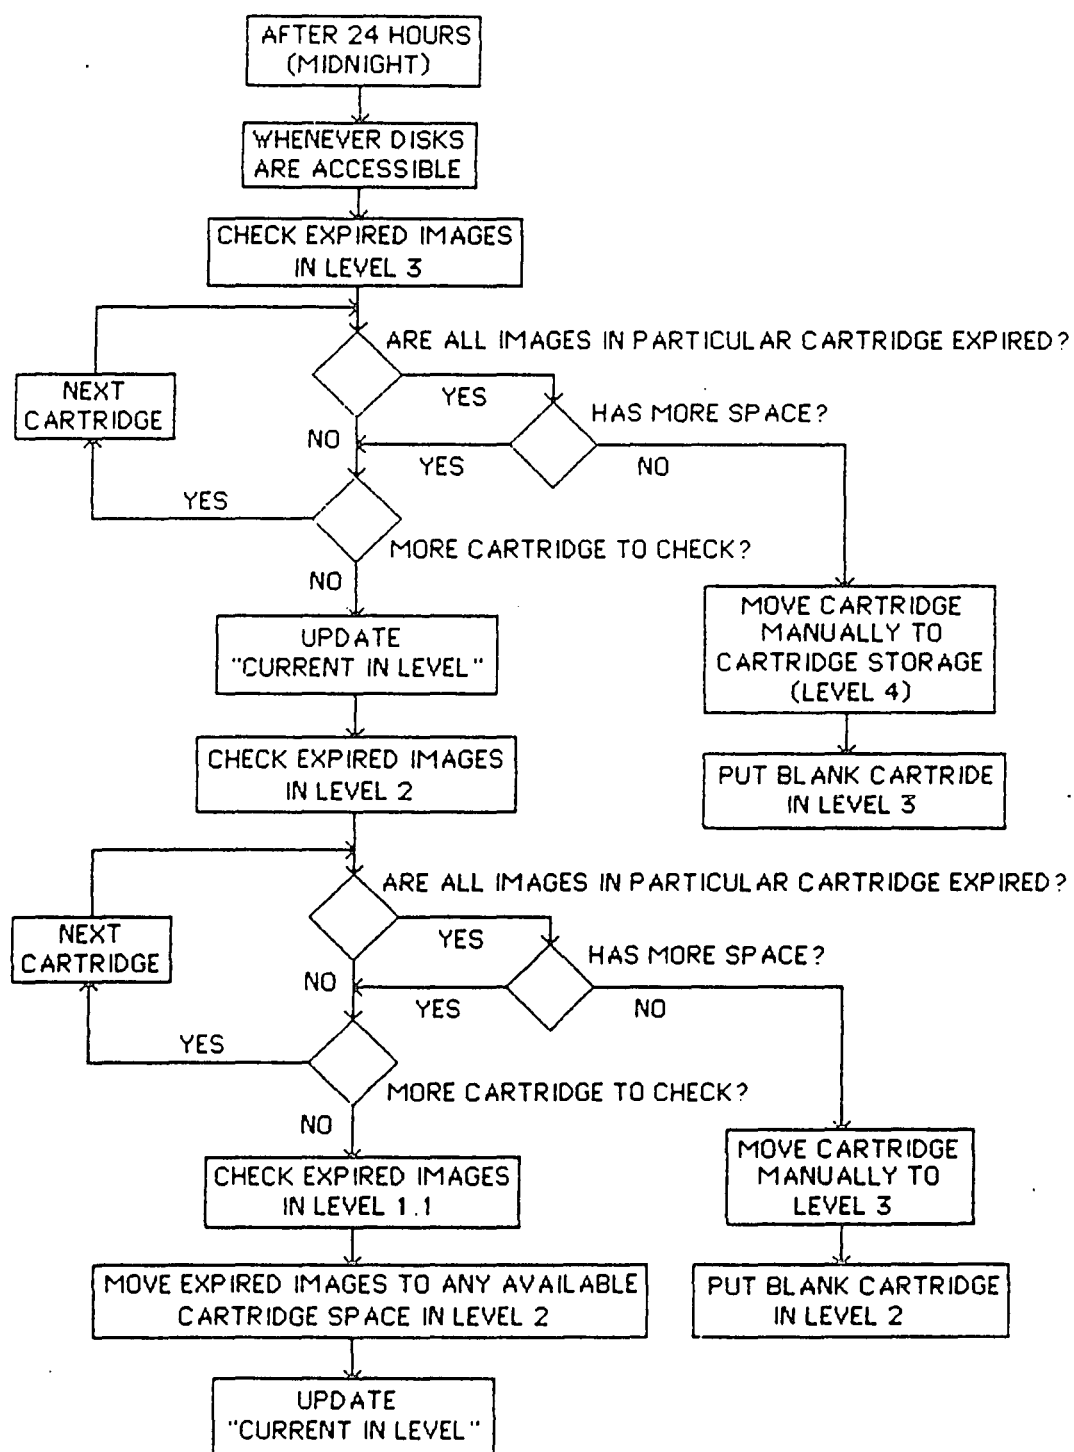 AFTER 24 HOURS
(MIDNIGHT)
WHENEVER DISKS
ARE ACCESSIBLE
CHECK EXPIRED IMAGES
IN LEVEL 3
ARE ALL IMAGES IN PARTICULAR CARTRIDGE EXPIRED?
NEXT
CARTRIDGE
YES
HAS MORE SPACE?
NO
YES
NO
YES
MORE CARTRIDGE TO CHECK?
NO
UPDATE
"CURRENT IN LEVEL"
MOVE CARTRIDGE
MANUALLY TO
CARTRIDGE STORAGE
(LEVEL 4)
CHECK EXPIRED IMAGES
IN LEVEL 2
PUT BLANK CARTRIDE
IN LEVEL 3
ARE ALL IMAGES IN PARTICULAR CARTRIDGE EXPIRED?
NEXT
CARTRIDGE
YES
HAS MORE SPACE?
NO
YES
NO
YES
MORE CARTRIDGE TO CHECK?
NO
MOVE CARTRIDGE
MANUALLY TO
LEVEL 3
CHECK EXPIRED IMAGES
IN LEVEL 1.1
MOVE EXPIRED IMAGES TO ANY AVAILABLE
CARTRIDGE SPACE IN LEVEL 2
PUT BLANK CARTRIDGE
IN LEVEL 2
UPDATE
"CURRENT IN LEVEL"